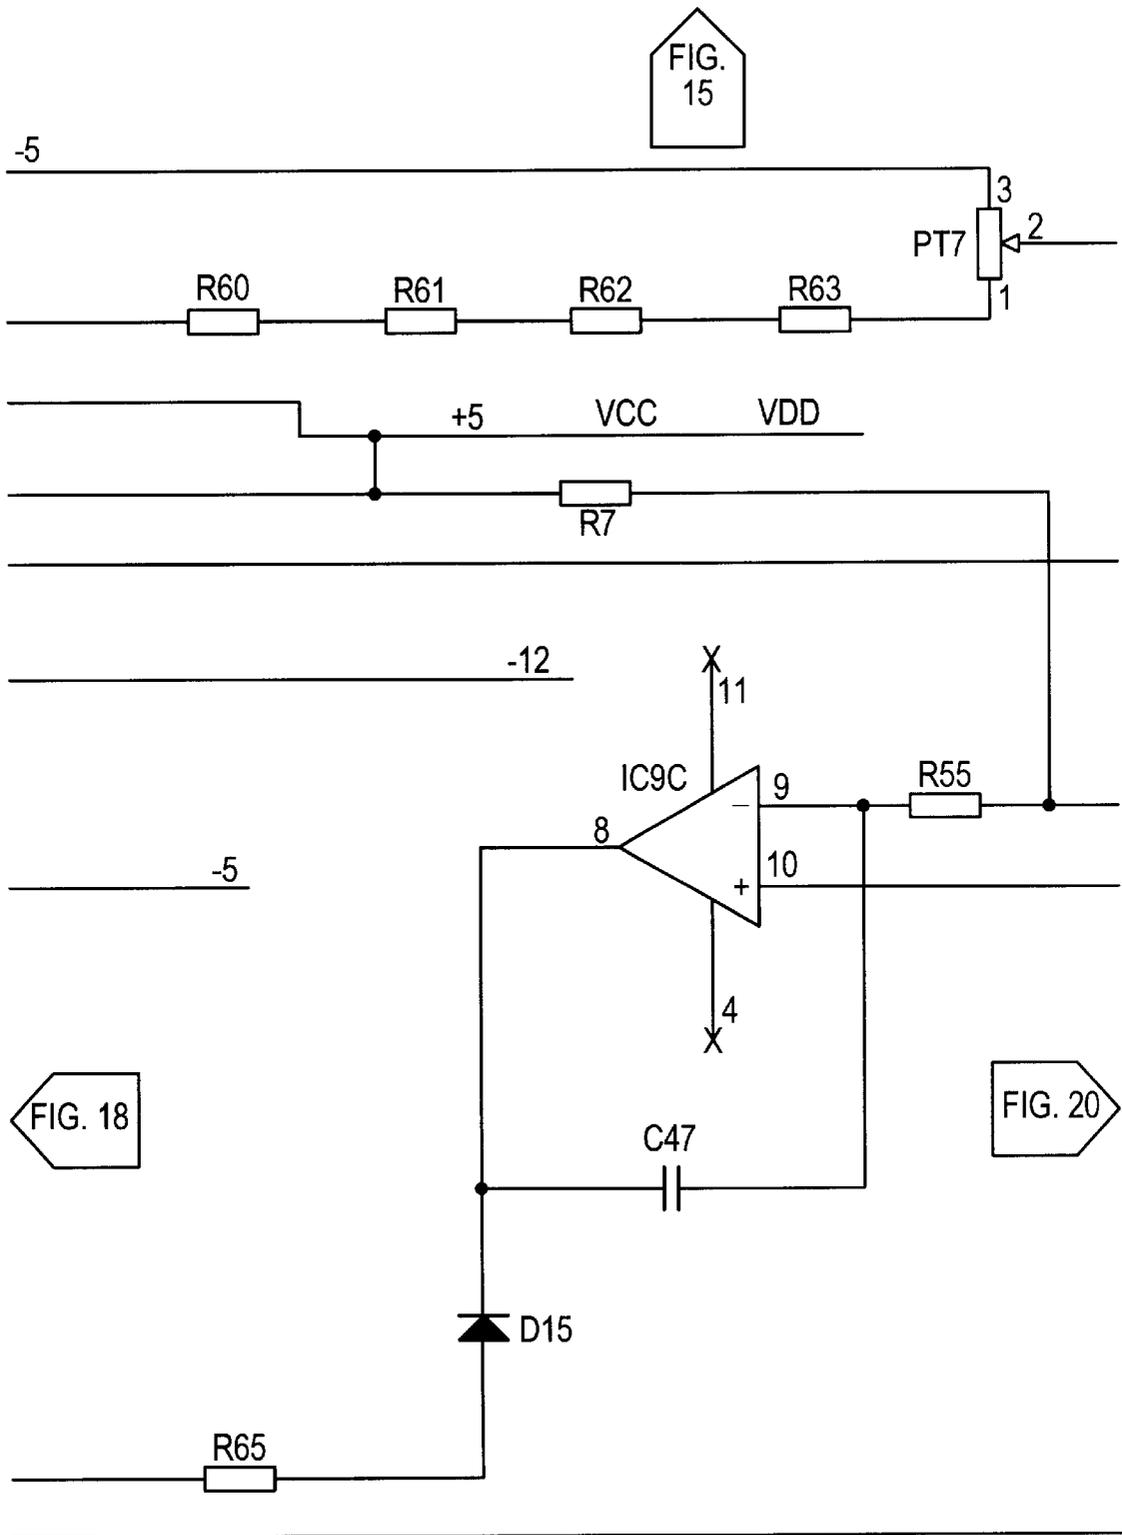 FIG.
15
-5
3
PT7
2
1
R60
R61
R62
R63
+5
VCC
VDD
R7
-12
X
11
IC9C
9
R55
−
8
10
+
-5
4
X
FIG. 18
FIG. 20
C47
D15
R65